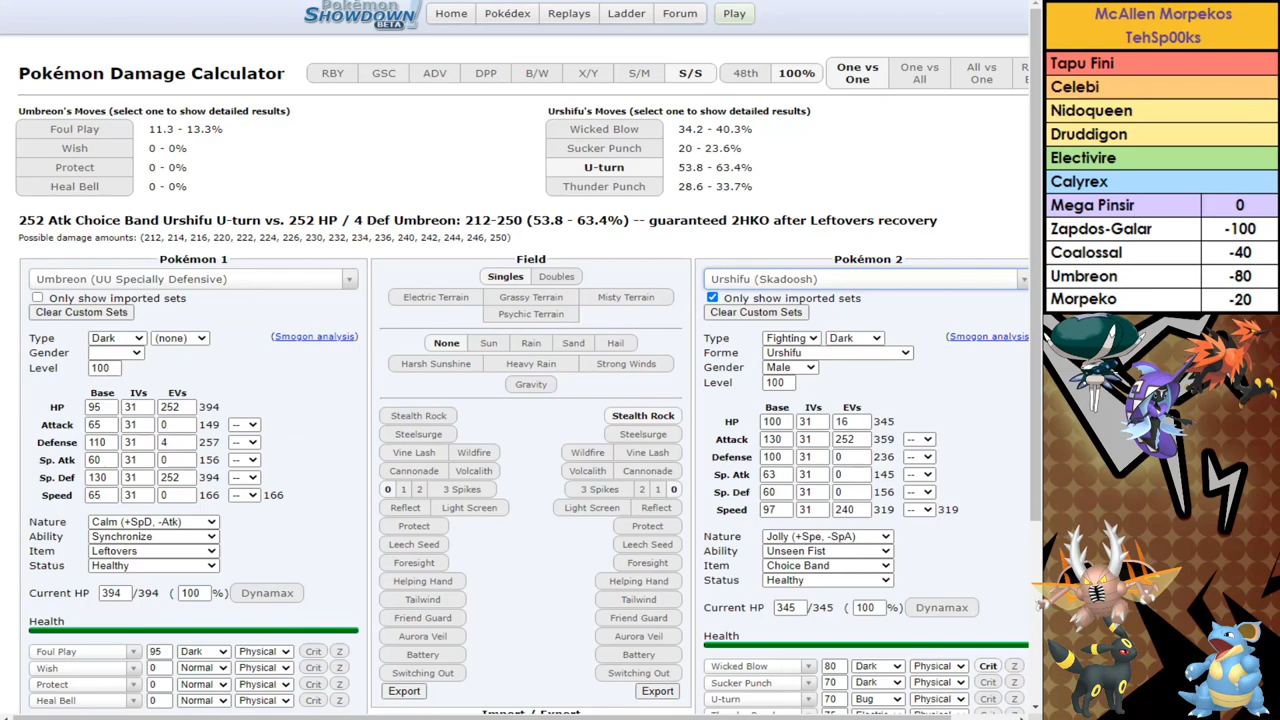 Pokémon
SHOWDOWN
BETA
Home Pokédex Replays Ladder Forum Play
Pokémon Damage Calculator
RBY GSC ADV DPP B/W X/Y S/M S/S 48th 100% One vs One All All vs One
Umbreon's Moves (select one to show detailed results)
Foul Play 11.3 - 13.3%
Wish 0 - 0%
Protect 0 - 0%
Heal Bell 0 - 0%
Urshifu's Moves (select one to show detailed results)
Wicked Blow 34.2 - 40.3%
Sucker Punch 20 - 23.6%
U-turn 53.8 - 63.4%
Thunder Punch 28.6 - 33.7%
252 Atk Choice Band Urshifu U-turn vs. 252 HP / 4 Def Umbreon: 212-250 (53.8 - 63.4%) -- guaranteed 2HKO after Leftovers recovery
Possible damage amounts: (212, 214, 216, 220, 222, 224, 226, 230, 232, 234, 236, 240, 242, 244, 246, 250)
Pokémon 1
Umbreon (UU Specially Defensive)
Only show imported sets
Clear Custom Sets
Type Dark (none) (Smogon analysis)
Gender
Level 100
Base IVs EVs
HP 95 31 252 394
Attack 65 31 0 149 --
Defense 110 31 4 257 --
Sp. Atk 60 31 0 156 --
Sp. Def 130 31 252 394 --
Speed 65 31 0 166 -- 166
Nature Calm (+SpD, -Atk)
Ability Synchronize
Item Leftovers
Status Healthy
Current HP 394 /394 ( 100 %) Dynamax
Health
Foul Play 95 Dark Physical Crit Z
Wish 0 Normal Physical Crit Z
Protect 0 Normal Physical Crit Z
Heal Bell 0 Normal Physical Crit Z
Field
Singles Doubles
Electric Terrain Grassy Terrain Misty Terrain
Psychic Terrain
None Sun Rain Sand Hail
Harsh Sunshine Heavy Rain Strong Winds
Gravity
Stealth Rock Stealth Rock
Steelsurge Steelsurge
Vine Lash Wildfire Wildfire Vine Lash
Cannonade Volcalith Volcalith Cannonade
0 1 2 3 Spikes 3 Spikes 2 1 0
Reflect Light Screen Light Screen Reflect
Protect Protect
Leech Seed Leech Seed
Foresight Foresight
Helping Hand Helping Hand
Tailwind Tailwind
Friend Guard Friend Guard
Aurora Veil Aurora Veil
Battery Battery
Switching Out Switching Out
Export Export
Import / Export
Pokémon 2
Urshifu (Skadoosh)
Only show imported sets
Clear Custom Sets
Type Fighting Dark (Smogon analysis)
Forme Urshifu
Gender Male
Level 100
Base IVs EVs
HP 100 31 16 345
Attack 130 31 252 359 --
Defense 100 31 0 236 --
Sp. Atk 63 31 0 145 --
Sp. Def 60 31 0 156 --
Speed 97 31 240 319 -- 319
Nature Jolly (+Spe, -SpA)
Ability Unseen Fist
Item Choice Band
Status Healthy
Current HP 345 /345 ( 100 %) Dynamax
Health
Wicked Blow 80 Dark Physical Crit Z
Sucker Punch 70 Dark Physical Crit Z
U-turn 70 Bug Physical Crit Z
McAllen Morpekos
TehSp00ks
Tapu Fini
Celebi
Nidoqueen
Druddigon
Electivire
Calyrex
Mega Pinsir 0
Zapdos-Galar -100
Coalossal -40
Umbreon -80
Morpeko -20